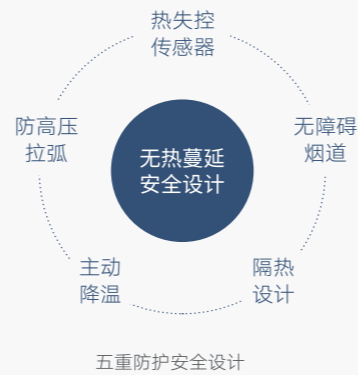 热失控
传感器
防高压
拉弧
无障碍
烟道
无热蔓延
安全设计
主动
降温
隔热
设计
五重防护安全设计